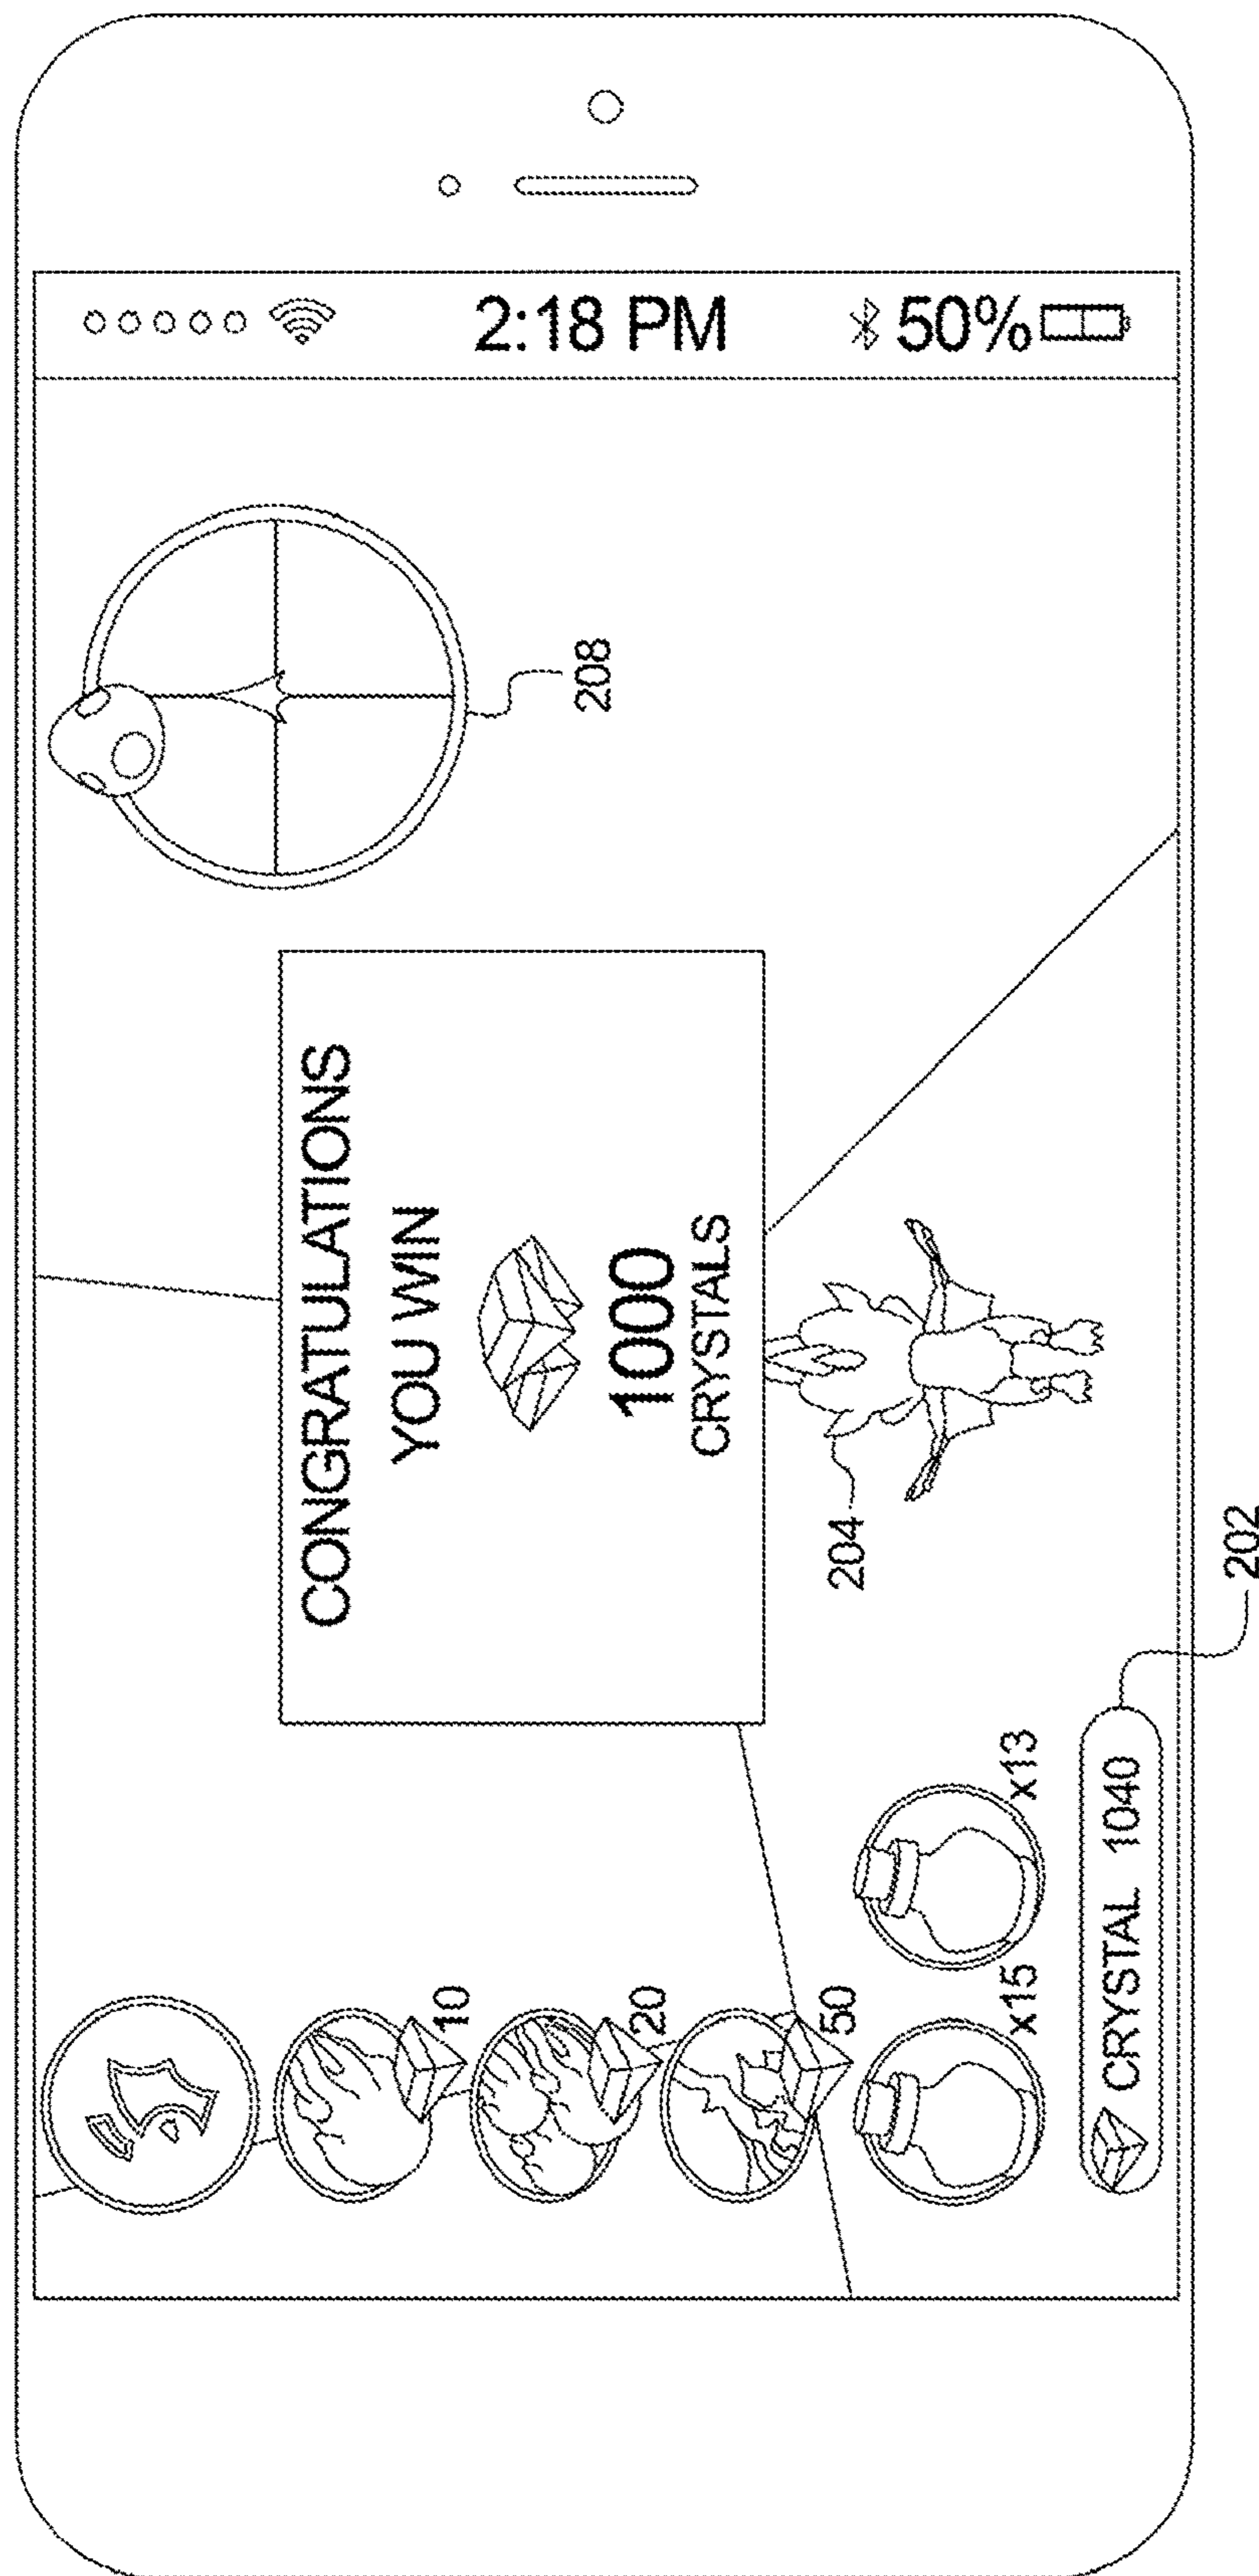 2:18 PM
50%
208
CONGRATULATIONS
YOU WIN
1000
CRYSTALS
204
202
10
20
50
x15
x13
CRYSTAL 1040